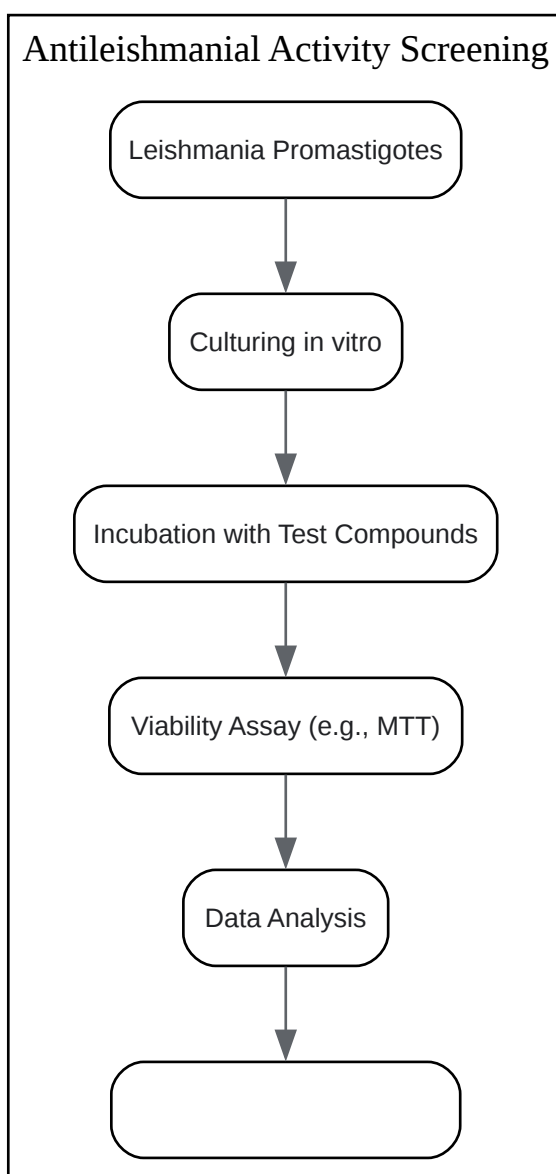 Antileishmanial Activity Screening
Leishmania Promastigotes
Culturing in vitro
Incubation with Test Compounds
Viability Assay (e.g., MTT)
Data Analysis